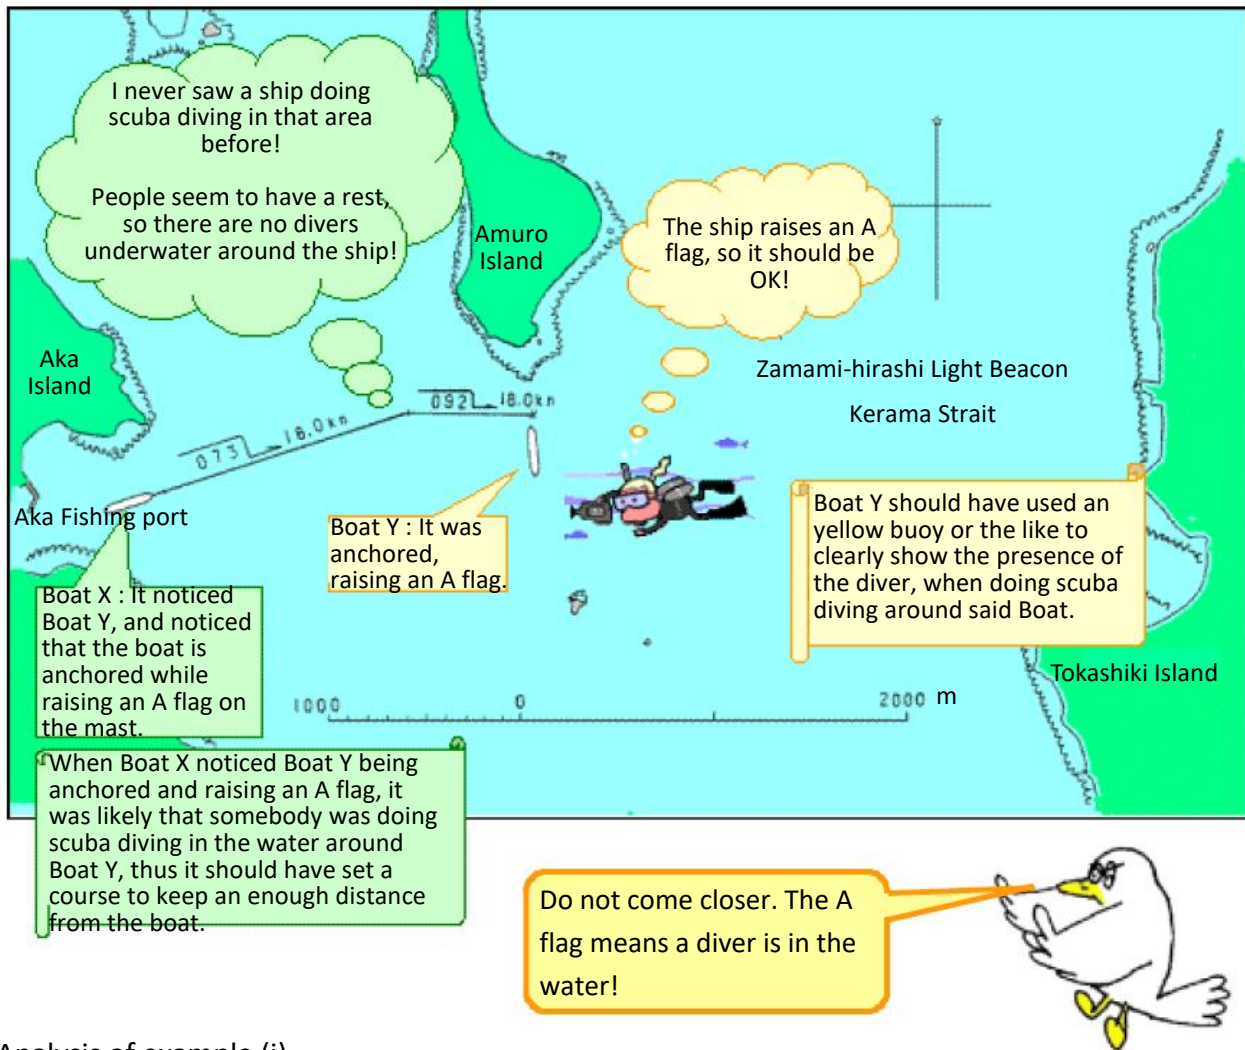 I never saw a ship doing
scuba diving in that area
before!
People seem to have a rest,
so there are no divers
underwater around the ship!
Amuro
Island
The ship raises an A
flag, so it should be
OK!
Aka
Island
Zamami-hirashi Light Beacon
Kerama Strait
092 18.0kn
073 18.0kn
Aka Fishing port
Boat Y : It was
anchored,
raising an A flag.
Boat Y should have used an
yellow buoy or the like to
clearly show the presence of
the diver, when doing scuba
diving around said Boat.
Boat X : It noticed
Boat Y, and noticed
that the boat is
anchored while
raising an A flag on
the mast.
Tokashiki Island
1000 0 2000 m
When Boat X noticed Boat Y being
anchored and raising an A flag, it
was likely that somebody was doing
scuba diving in the water around
Boat Y, thus it should have set a
course to keep an enough distance
from the boat.
Do not come closer. The A
flag means a diver is in the
water!
Analysis of example (i)